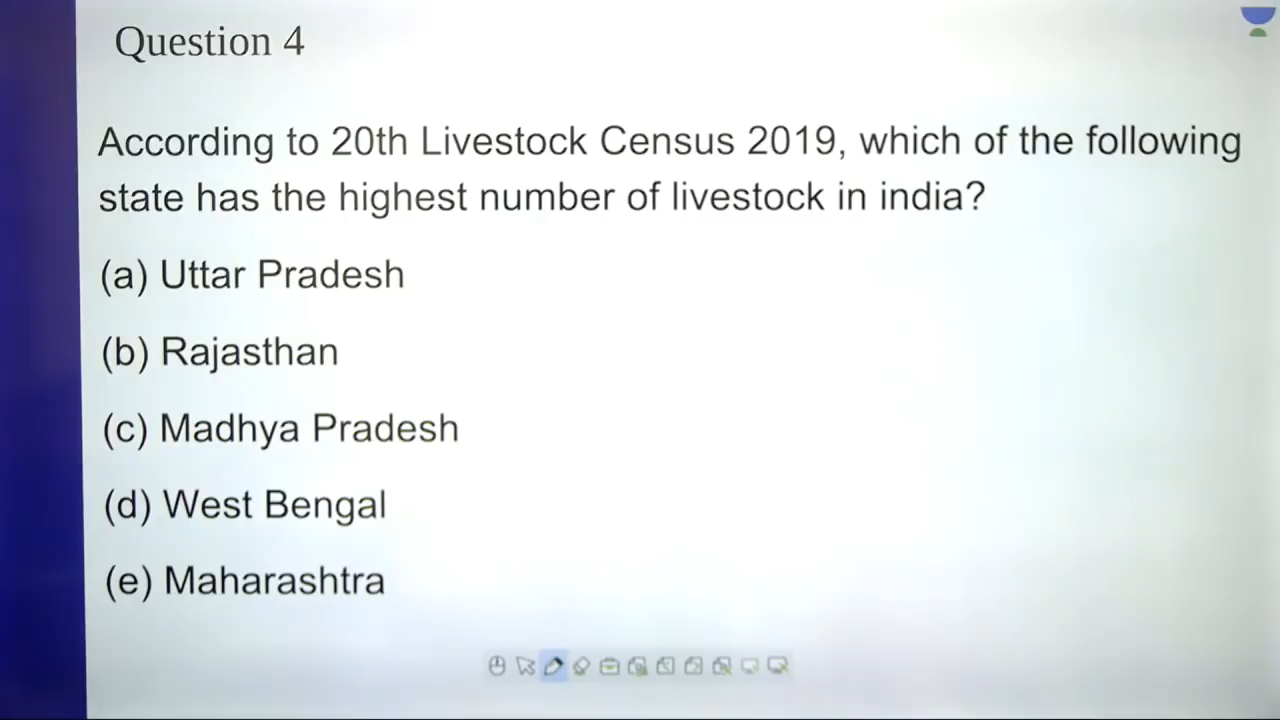 Question 4
According to 20th Livestock Census 2019, which of the following
state has the highest number of livestock in india?
(a) Uttar Pradesh
(b) Rajasthan
(c) Madhya Pradesh
(d) West Bengal
(e) Maharashtra